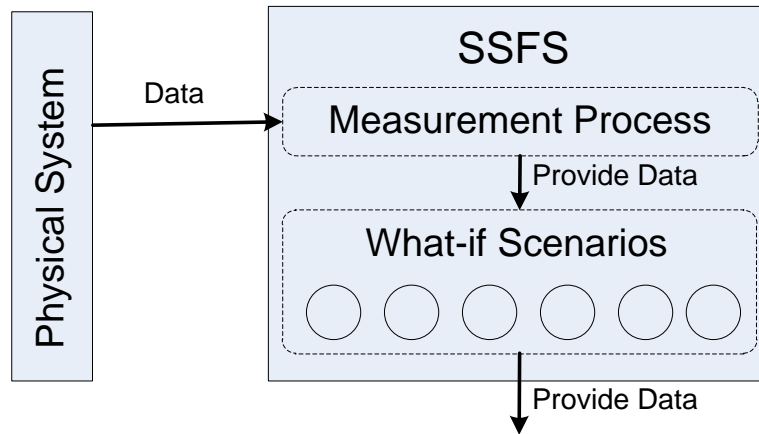 Physical System
Data
SSFS
Measurement Process
Provide Data
What-if Scenarios
Provide Data